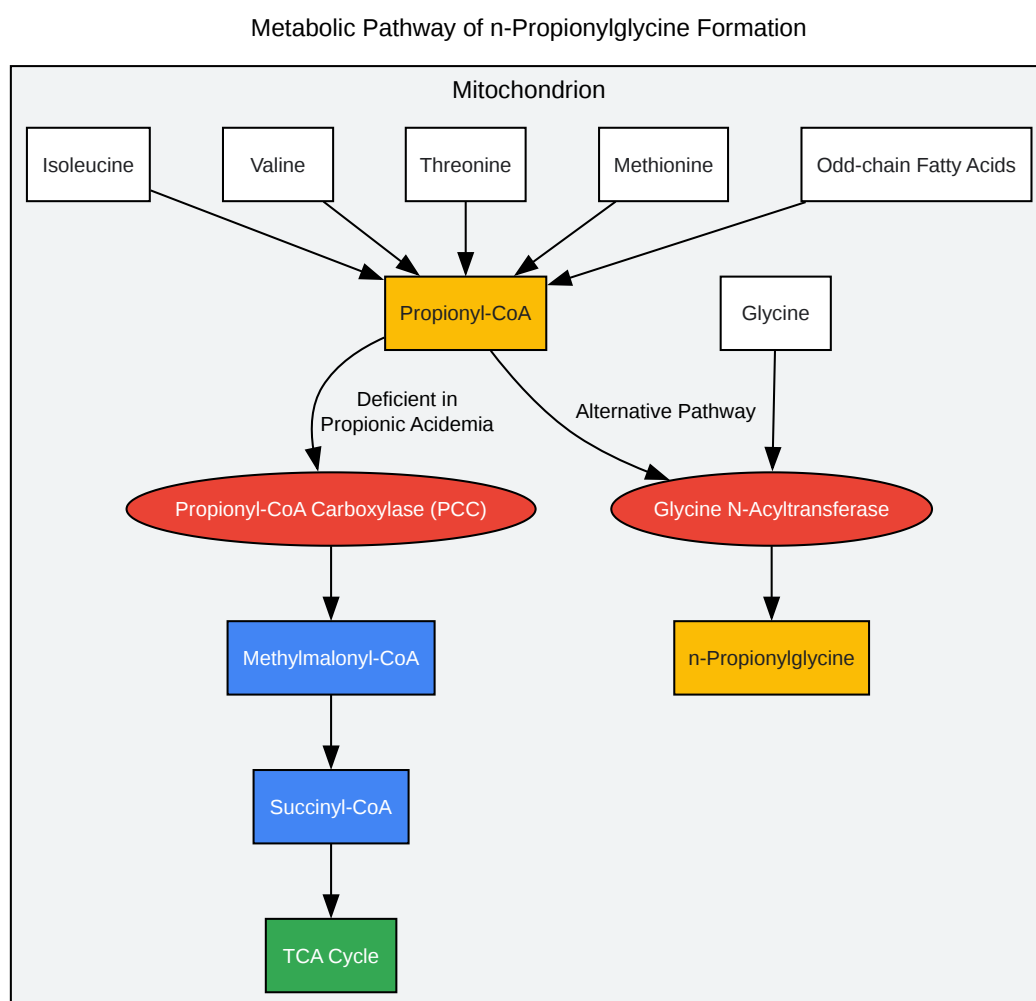 Metabolic Pathway of n-Propionylglycine Formation
Mitochondrion
Isoleucine
Valine
Threonine
Methionine
Odd-chain Fatty Acids
Propionyl-CoA
Glycine
Deficient in
Propionic Acidemia
Alternative Pathway
Propionyl-CoA Carboxylase (PCC)
Glycine N-Acyltransferase
Methylmalonyl-CoA
n-Propionylglycine
Succinyl-CoA
TCA Cycle